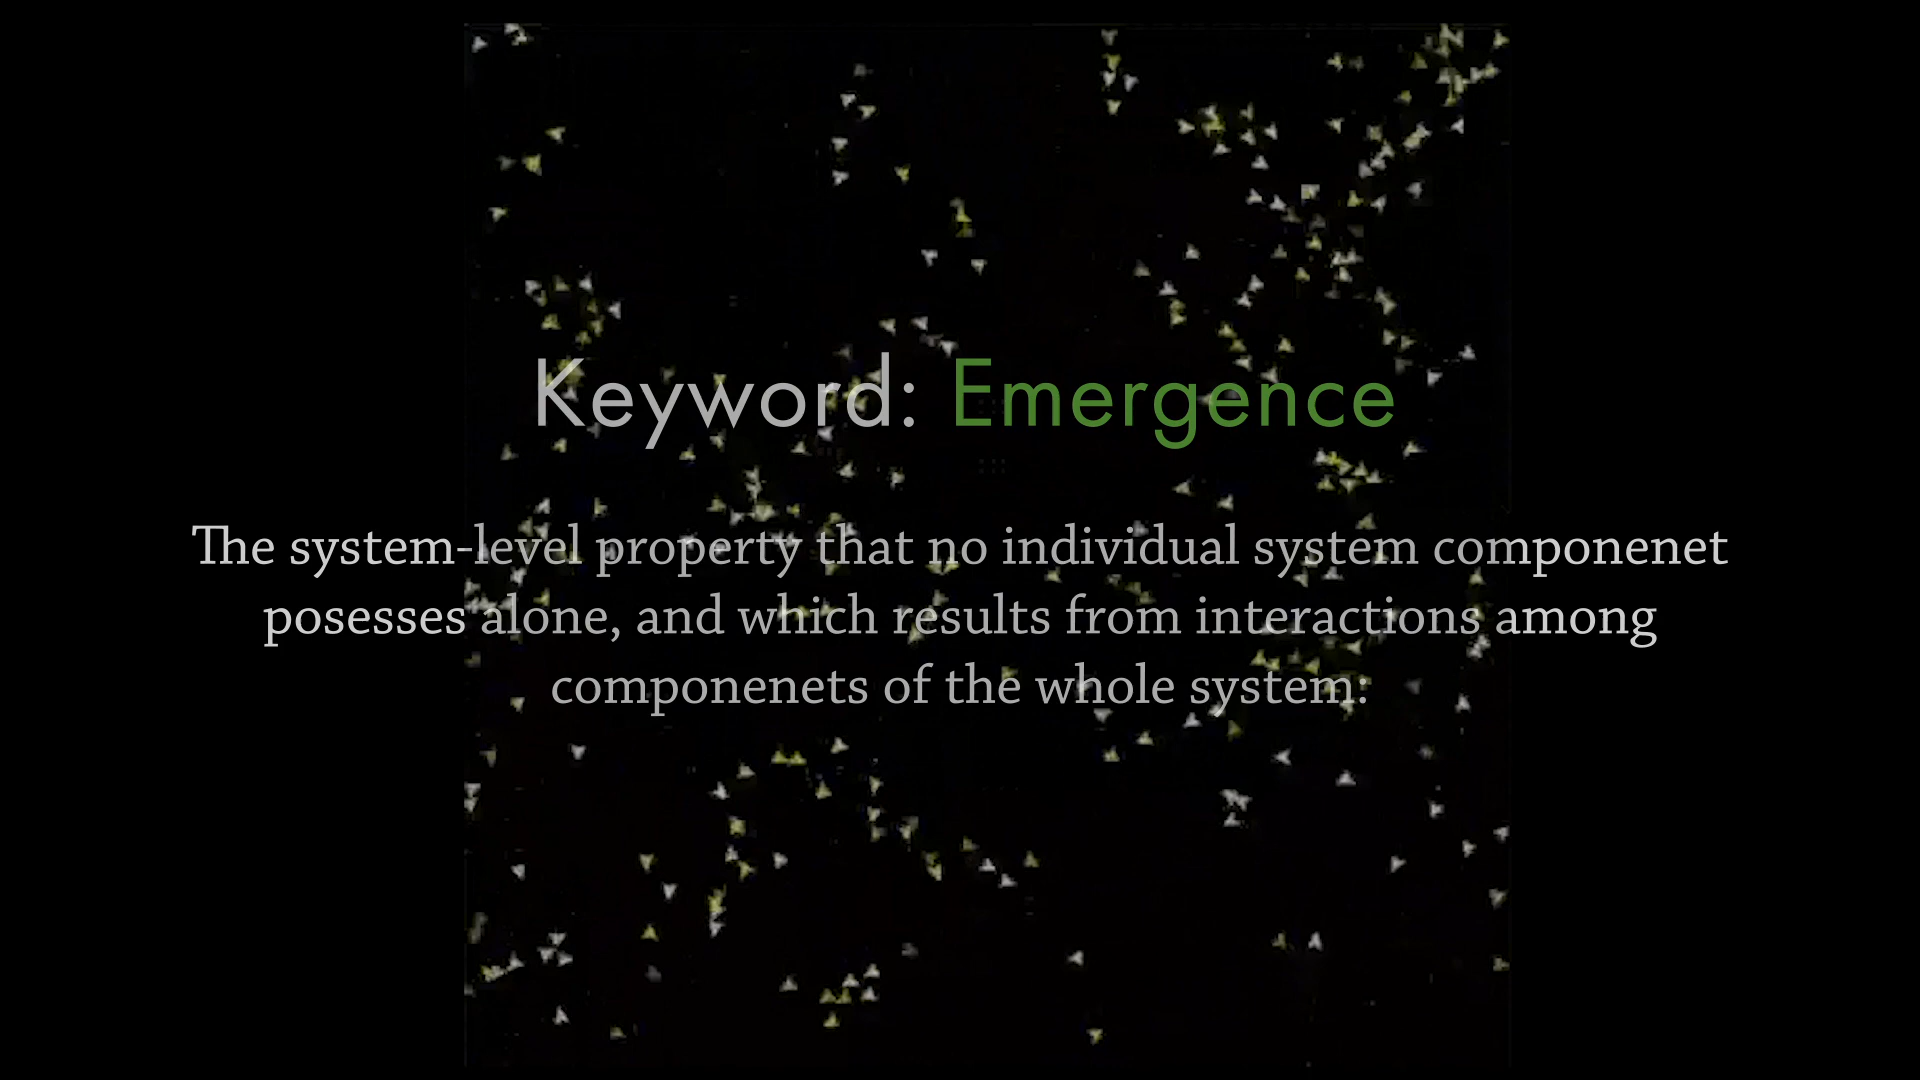 Keyword: Emergence
The system-level property that no individual system componenet
posesses alone, and which results from interactions among
componenets of the whole system: